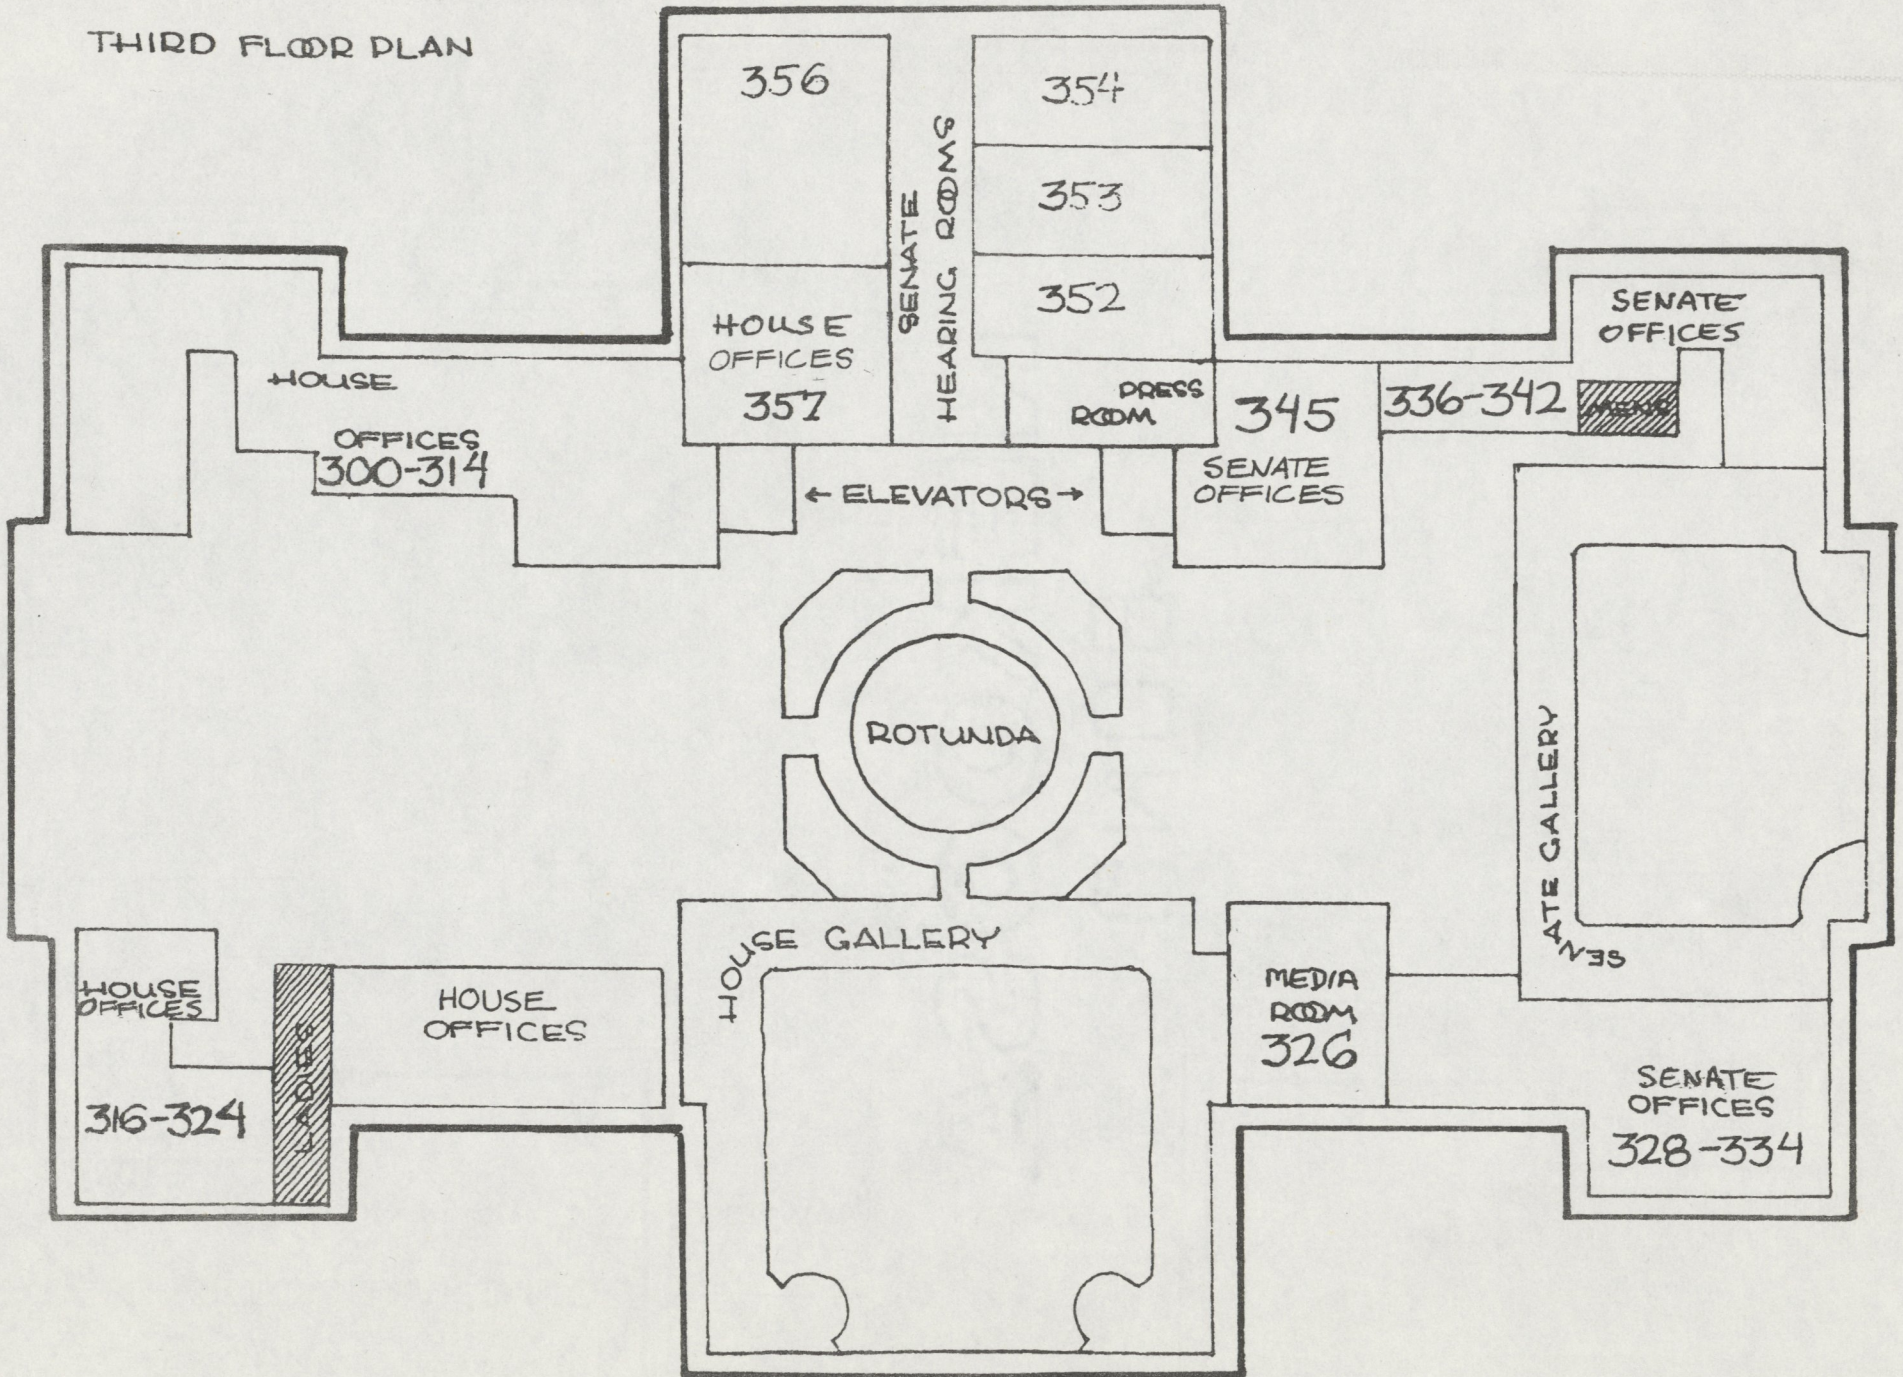 THIRD FLOOR PLAN
356
354
353
352
SENATE
HEARING ROOMS
HOUSE
OFFICES
357
PRESS
ROOM
345
SENATE
OFFICES
336-342
MENS
SENATE
OFFICES
HOUSE
OFFICES
300-314
← ELEVATORS →
ROTUNDA
SENATE GALLERY
HOUSE GALLERY
MEDIA
ROOM
326
HOUSE
OFFICES
316-324
LADIES
HOUSE
OFFICES
SENATE
OFFICES
328-334